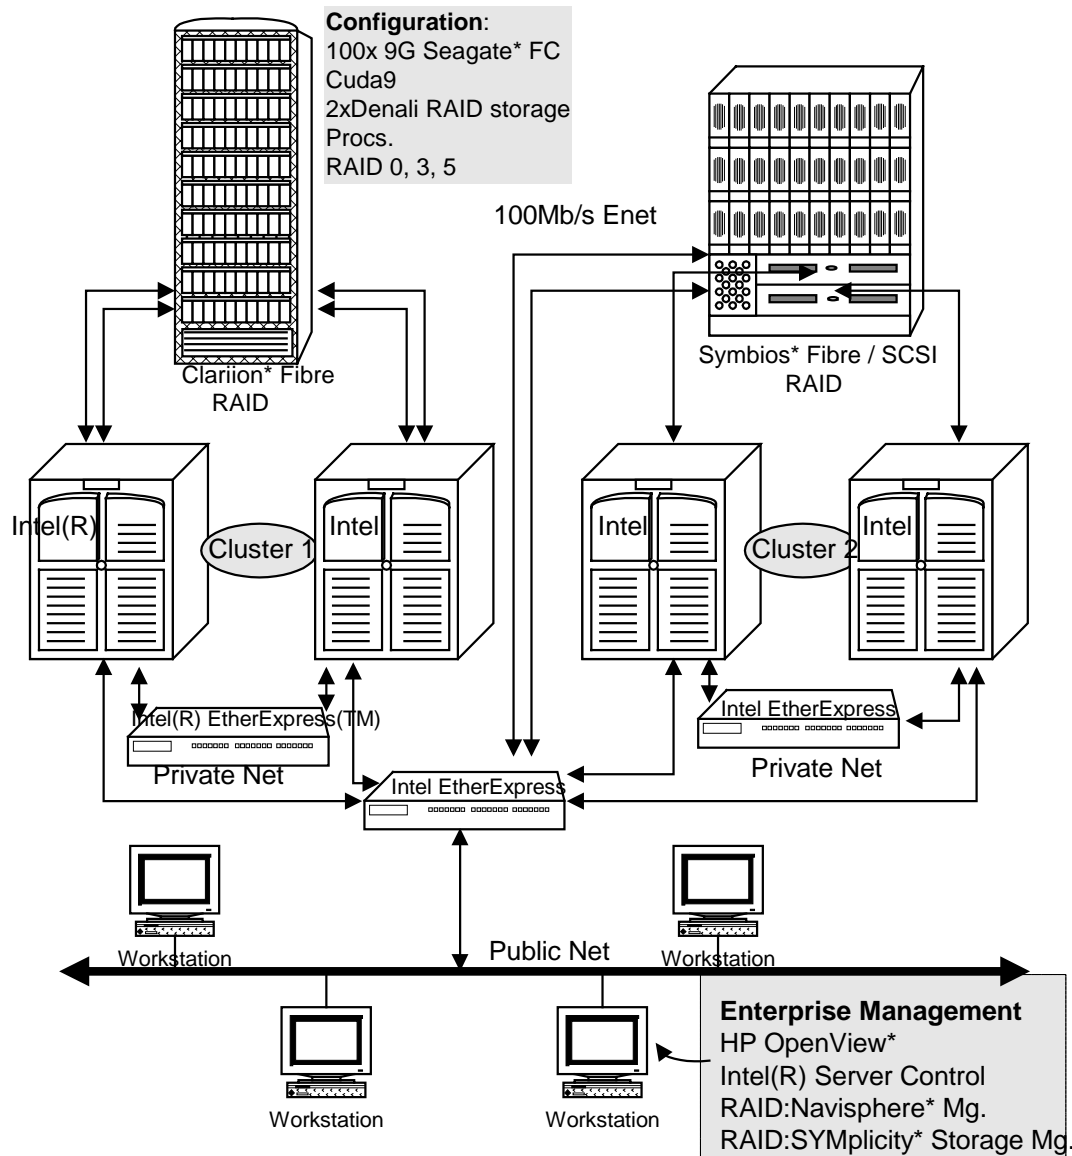 Configuration:
100x 9G Seagate* FC
Cuda9
2xDenali RAID storage
Procs.
RAID 0, 3, 5
100Mb/s Enet
Clariion* Fibre
RAID
Symbios* Fibre / SCSI
RAID
Intel(R)
Cluster 1
Intel
Intel
Cluster 2
Intel
Intel(R) EtherExpress(TM)
Private Net
Intel EtherExpress
Private Net
Intel EtherExpress
Workstation
Public Net
Workstation
Workstation
Workstation
Enterprise Management
HP OpenView*
Intel(R) Server Control
RAID:Navisphere* Mg.
RAID:SYMplicity* Storage Mg.